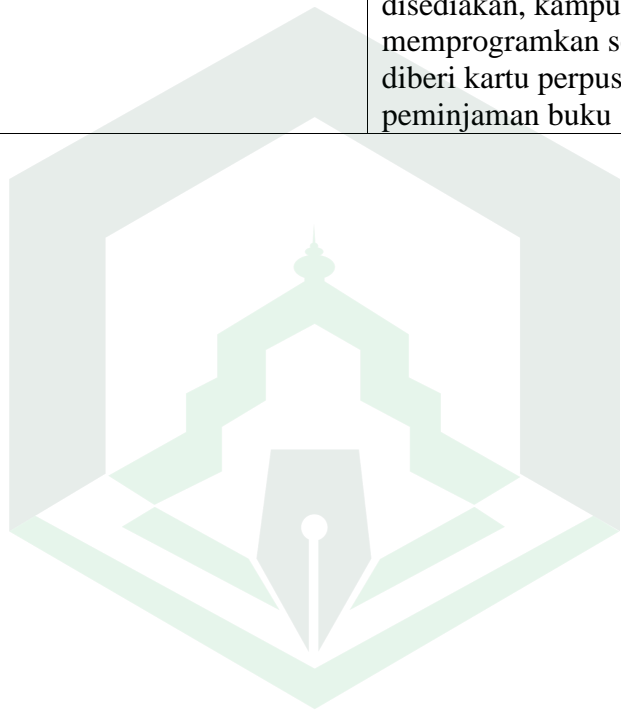 disediakan, kampu
memprogramkan s
diberi kartu perpus
peminjaman buku